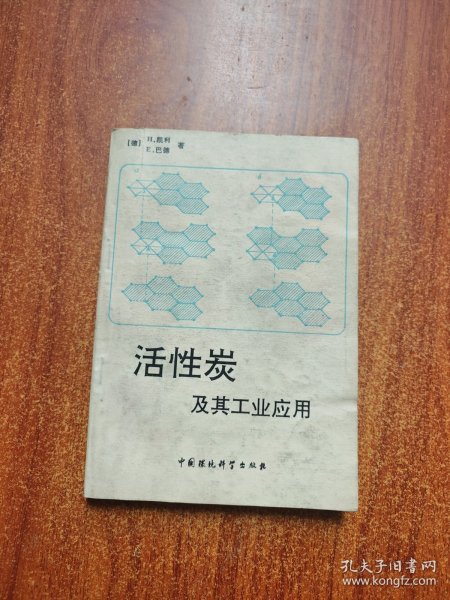 [德] H.凯利
E.巴德 著
活性炭
及其工业应用
中国环境科学出版社
孔夫子旧书网
www.kongfz.com